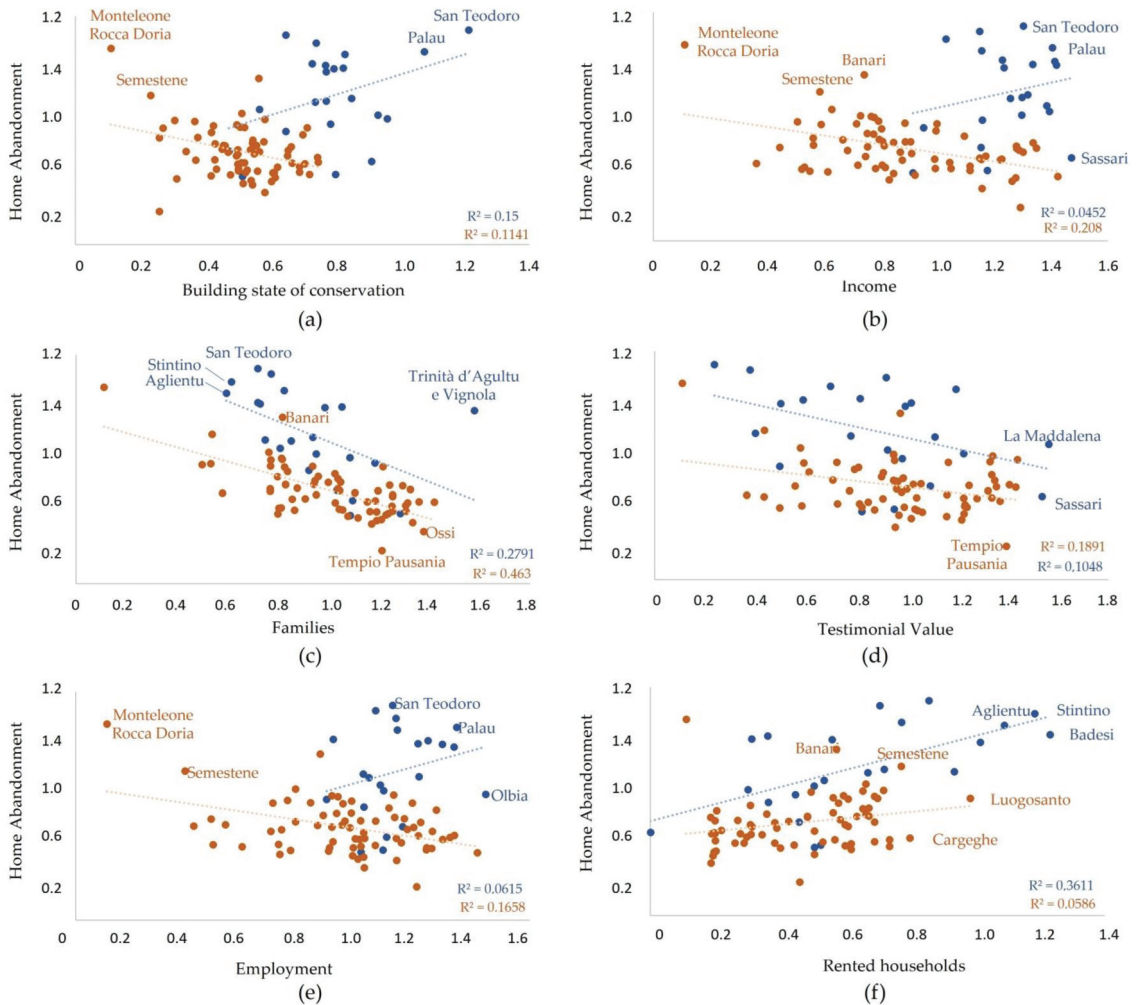 Home Abandonment
1.2
1.4
1.0
0.6
0.2
Monteleone
Rocca Doria
Semestene
San Teodoro
Palau
R² = 0.15
R² = 0.1141
0 0.2 0.4 0.6 0.8 1.0 1.2 1.4
Building state of conservation
(a)
Home Abandonment
1.2
1.4
1.0
0.6
0.2
Monteleone
Rocca Doria
Banari
Semestene
San Teodoro
Palau
Sassari
R² = 0.0452
R² = 0.208
0 0.2 0.4 0.6 0.8 1.0 1.2 1.4 1.6
Income
(b)
Home Abandonment
1.2
1.4
1.0
0.6
0.2
San Teodoro
Stintino
Aglientu
Banari
Trinità d'Agultu
e Vignola
Ossi
Tempio Pausania
R² = 0.2791
R² = 0.463
0 0.2 0.4 0.6 0.8 1.0 1.2 1.4 1.6 1.8
Families
(c)
Home Abandonment
1.2
1.4
1.0
0.6
0.2
La Maddalena
Sassari
Tempio
Pausania
R² = 0.1891
R² = 0.1048
0 0.2 0.4 0.6 0.8 1.0 1.2 1.4 1.6 1.8
Testimonial Value
(d)
Home Abandonment
1.2
1.4
1.0
0.6
0.2
Monteleone
Rocca Doria
Semestene
San Teodoro
Palau
Olbia
R² = 0.0615
R² = 0.1658
0 0.2 0.4 0.6 0.8 1.0 1.2 1.4 1.6
Employment
(e)
Home Abandonment
1.2
1.4
1.0
0.6
0.2
Aglientu
Stintino
Badesi
Banari
Semestene
Luogosanto
Cargeghe
R² = 0.3611
R² = 0.0586
0 0.2 0.4 0.6 0.8 1.0 1.2 1.4
Rented households
(f)